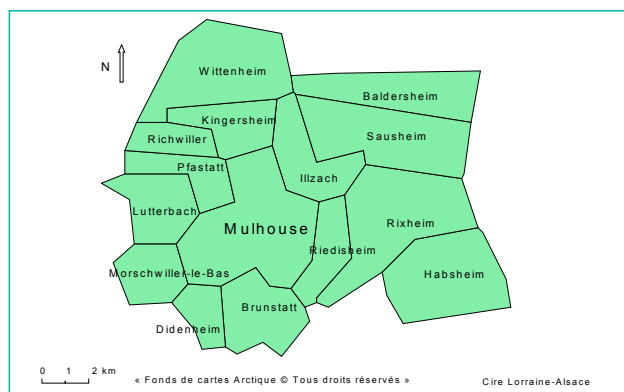 Wittenheim
N
Baldersheim
Kingersheim
Sausheim
Richwiller
Pfastatt
Illzach
Lutterbach
Mulhouse
Rixheim
Riedisheim
Morschwiller-le-Bas
Habsheim
Brunstatt
Didenheim
0 1 2 km
« Fonds de cartes Arctique © Tous droits réservés »
Cire Lorraine-Alsace